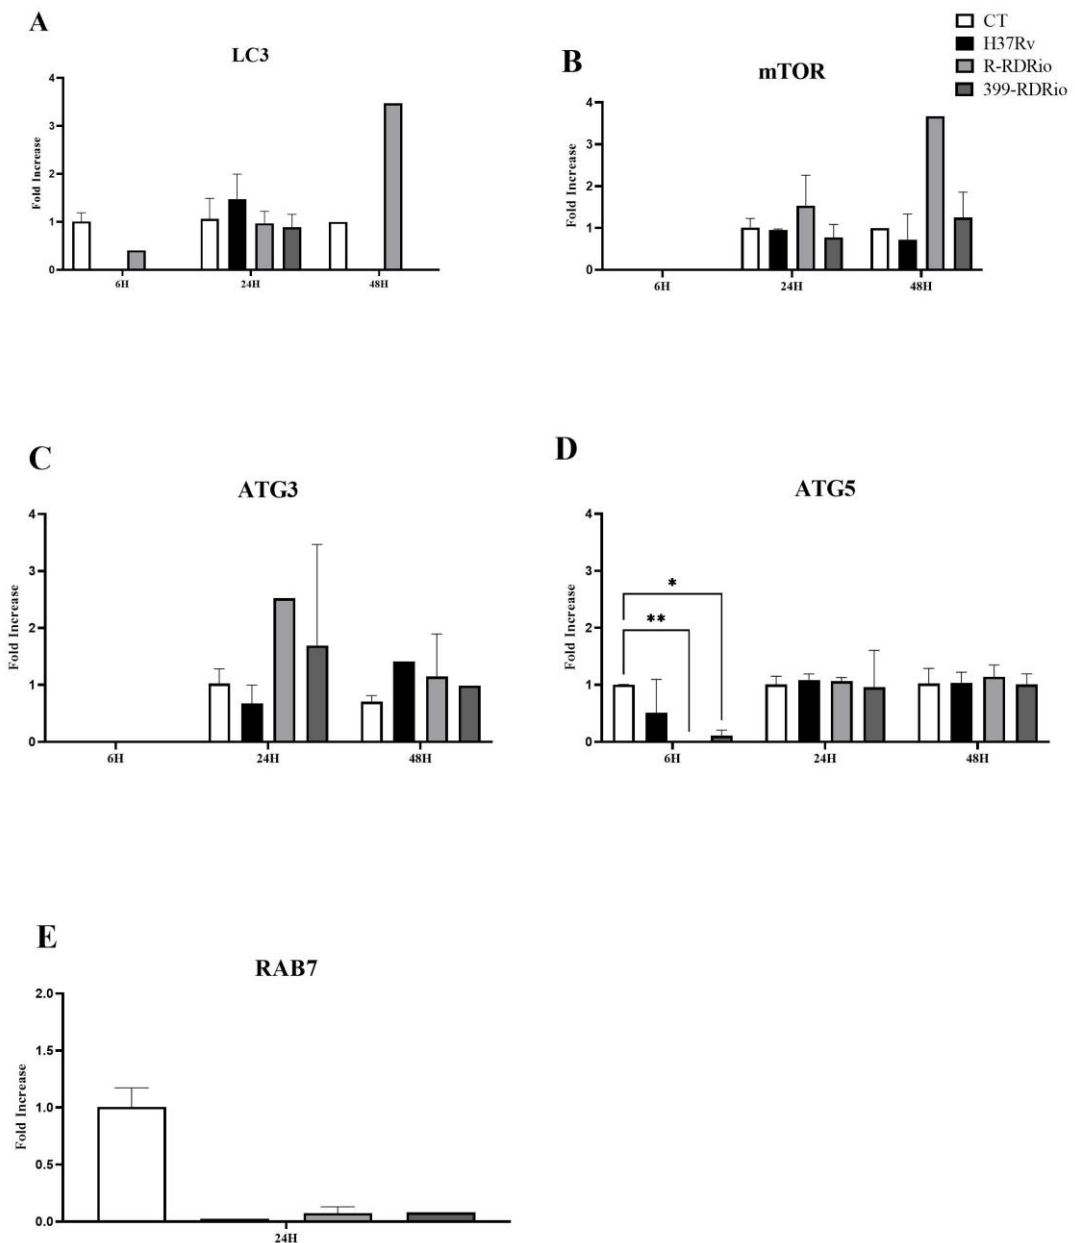 A
LC3
Fold Increase
4
3
2
1
0
6H
24H
48H
CT
H37Rv
R-RDRio
399-RDRio
B
mTOR
Fold Increase
4
3
2
1
0
6H
24H
48H
C
ATG3
Fold Increase
4
3
2
1
0
6H
24H
48H
D
ATG5
Fold Increase
4
3
2
1
0
*
**
6H
24H
48H
E
RAB7
Fold Increase
2.0
1.5
1.0
0.5
0.0
24H